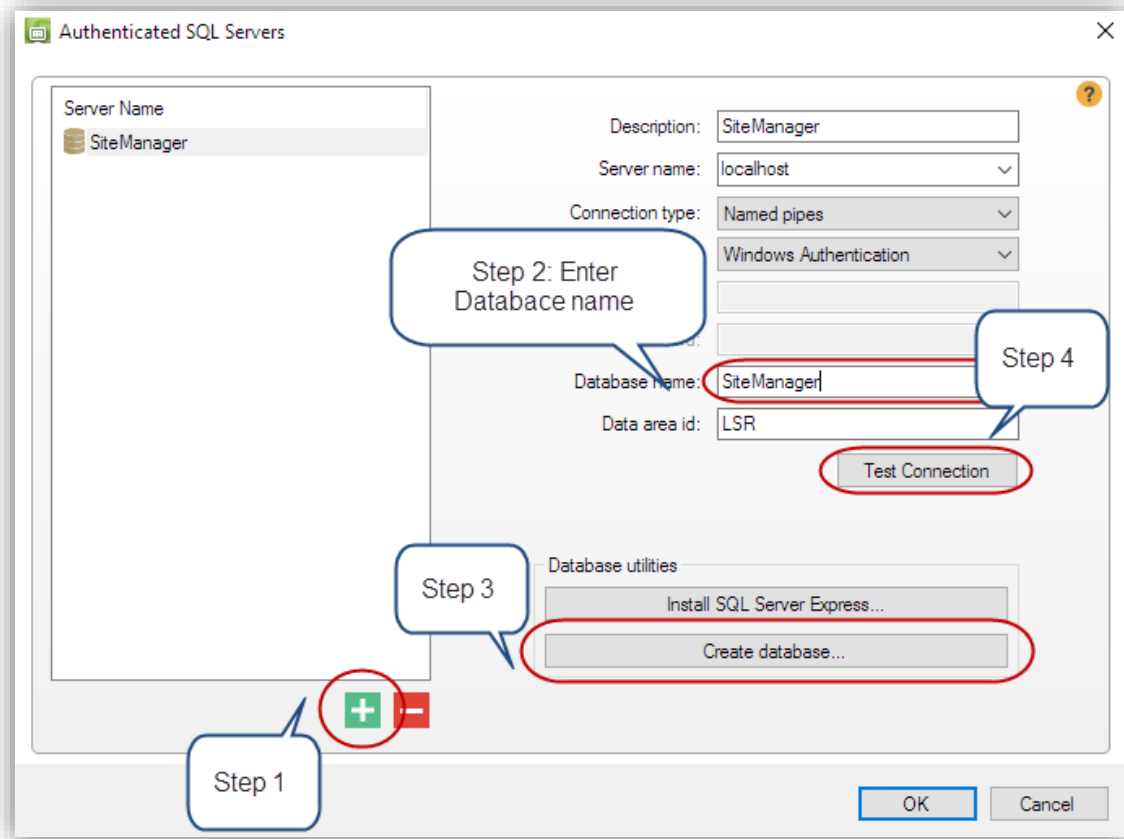 Authenticated SQL Servers
?
Server Name
SiteManager
Description: SiteManager
Server name: localhost
Connection type: Named pipes
Windows Authentication
Step 2: Enter
Databace name
Step 4
Database name: SiteManager
Data area id: LSR
Test Connection
Step 3
Database utilities
Install SQL Server Express...
Create database...
Step 1
OK
Cancel